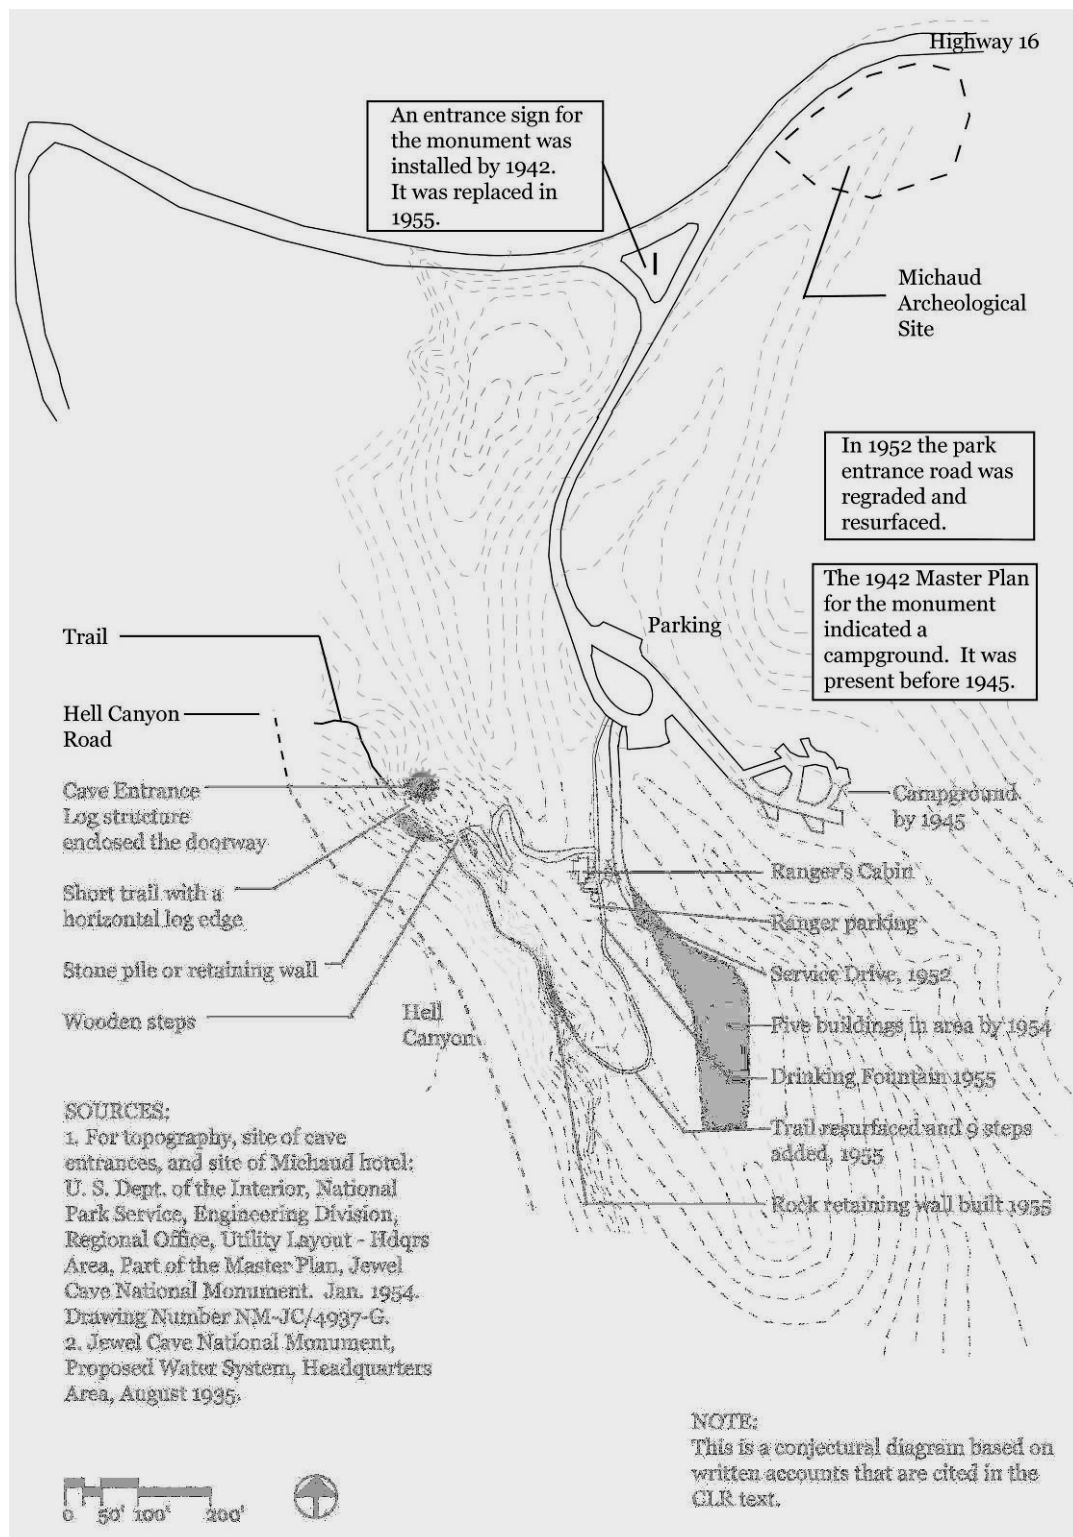 Highway 16
An entrance sign for
the monument was
installed by 1942.
It was replaced in
1955.
Michaud
Archeological
Site
In 1952 the park
entrance road was
regraded and
resurfaced.
The 1942 Master Plan
for the monument
indicated a
campground. It was
present before 1945.
Parking
Trail
Hell Canyon
Road
Cave Entrance
Log structure
enclosed the doorway
Short trail with a
horizontal log edge
Stone pile or retaining wall
Wooden steps
Hell
Canyon
Campground
by 1945
Ranger's Cabin
Ranger parking
Service Drive, 1952
Five buildings in area by 1954
Drinking Fountain 1955
Trail resurfaced and 9 steps
added, 1955
Rock retaining wall built 1955
SOURCES:
1. For topography, site of cave
entrances, and site of Michaud hotel:
U. S. Dept. of the Interior, National
Park Service, Engineering Division,
Regional Office, Utility Layout - Hdqrs
Area, Part of the Master Plan, Jewel
Cave National Monument. Jan. 1954.
Drawing Number NM-JC/4937-G.
2. Jewel Cave National Monument,
Proposed Water System, Headquarters
Area, August 1935.
NOTE:
This is a conjectural diagram based on
written accounts that are cited in the
CLR text.
0 50' 100' 200'